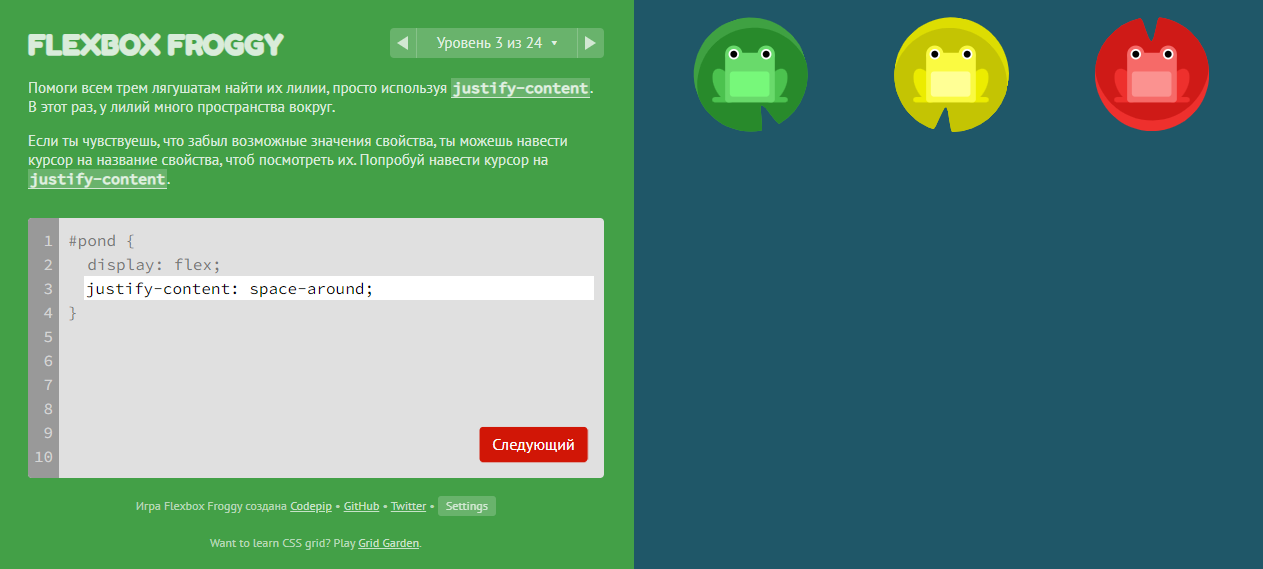 FLEXBOX FROGGY
Уровень 3 из 24
Помоги всем трем лягушатам найти их лилии, просто используя justify-content.
В этот раз, у лилий много пространства вокруг.
Если ты чувствуешь, что забыл возможные значения свойства, ты можешь навести
курсор на название свойства, чтоб посмотреть их. Попробуй навести курсор на
justify-content.
1 #pond {
2 display: flex;
3 justify-content: space-around;
4 }
5
6
7
8
9
10
Следующий
Игра Flexbox Froggy создана Codepip • GitHub • Twitter • Settings
Want to learn CSS grid? Play Grid Garden.